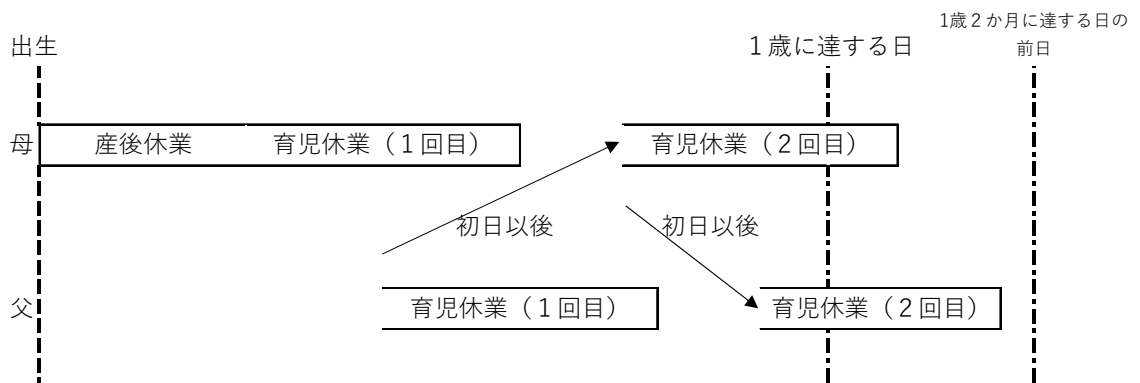 1歳２か月に達する日の
前日
出生
１歳に達する日
母
産後休業
育児休業（１回目）
育児休業（２回目）
初日以後
初日以後
父
育児休業（１回目）
育児休業（２回目）